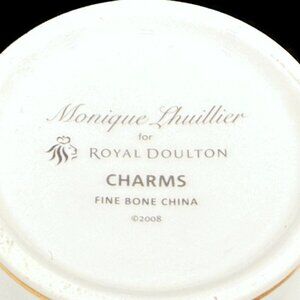 Monique Lhuillier
for
ROYAL DOULTON
CHARMS
FINE BONE CHINA
©2008